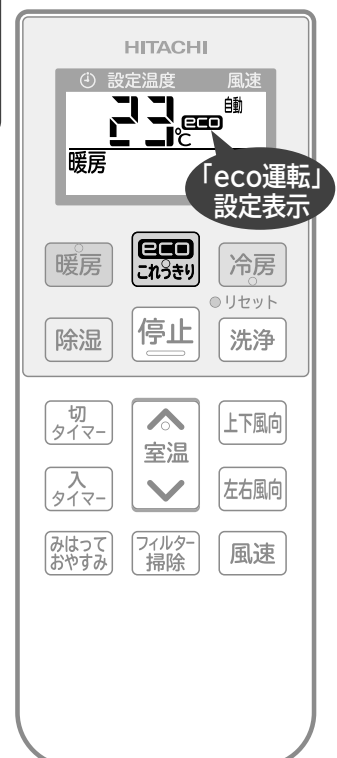 HITACHI
設定温度 風速
23℃ eco 自動
暖房
「eco運転」
設定表示
暖房
eco
これっきり
冷房
リセット
除湿
停止
洗浄
切
タイマー
室温
上下風向
入
タイマー
左右風向
みはって
おやすみ
フィルター
掃除
風速